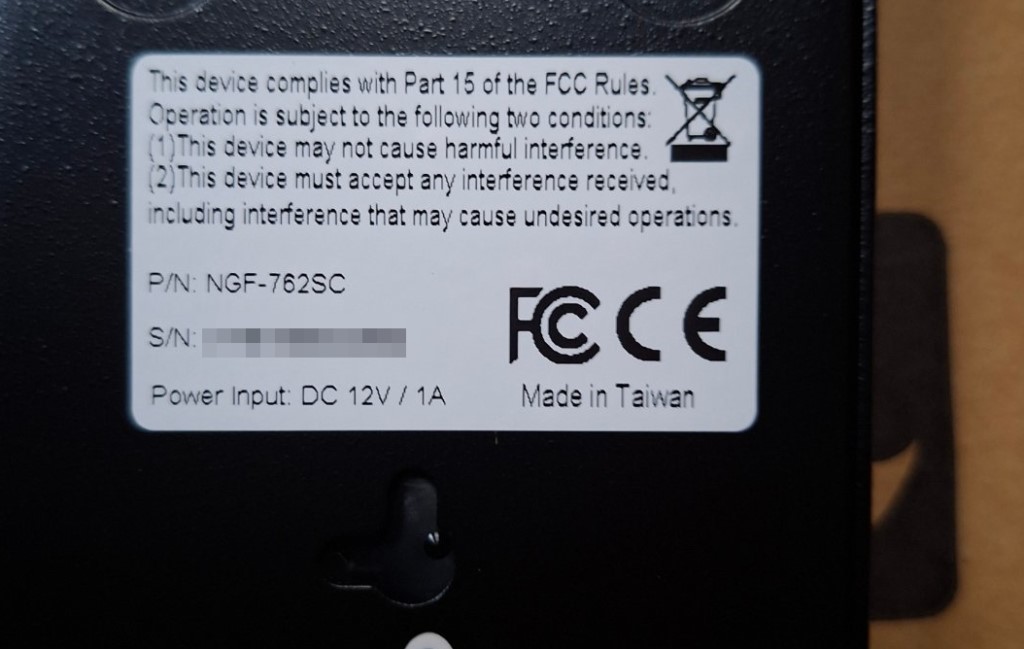 This device complies with Part 15 of the FCC Rules.
Operation is subject to the following two conditions:
(1)This device may not cause harmful interference.
(2)This device must accept any interference received,
including interference that may cause undesired operations.
P/N: NGF-762SC
S/N:
Power Input: DC 12V / 1A
FCC CE
Made in Taiwan